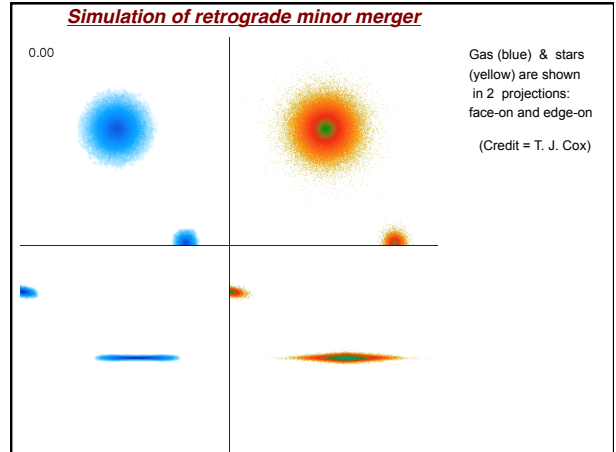 Simulation of retrograde minor merger
0.00
Gas (blue) & stars
(yellow) are shown
in 2 projections:
face-on and edge-on
(Credit = T. J. Cox)